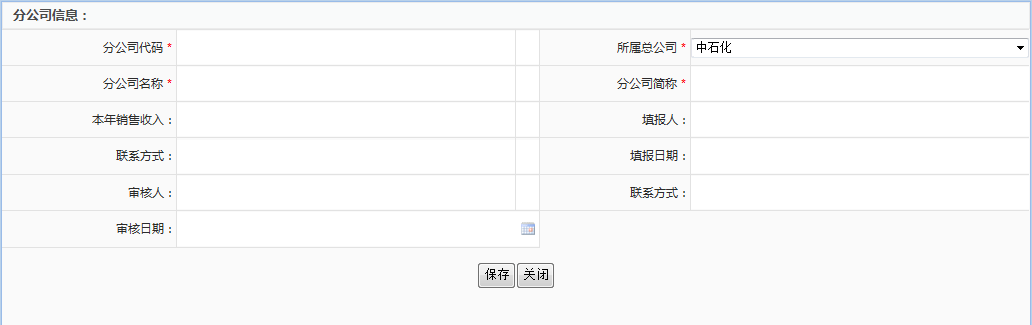 分公司信息：
分公司代码 * 所属总公司 * 中石化
分公司名称 * 分公司简称 *
本年销售收入： 填报人：
联系方式： 填报日期：
审核人： 联系方式：
审核日期：
保存 关闭